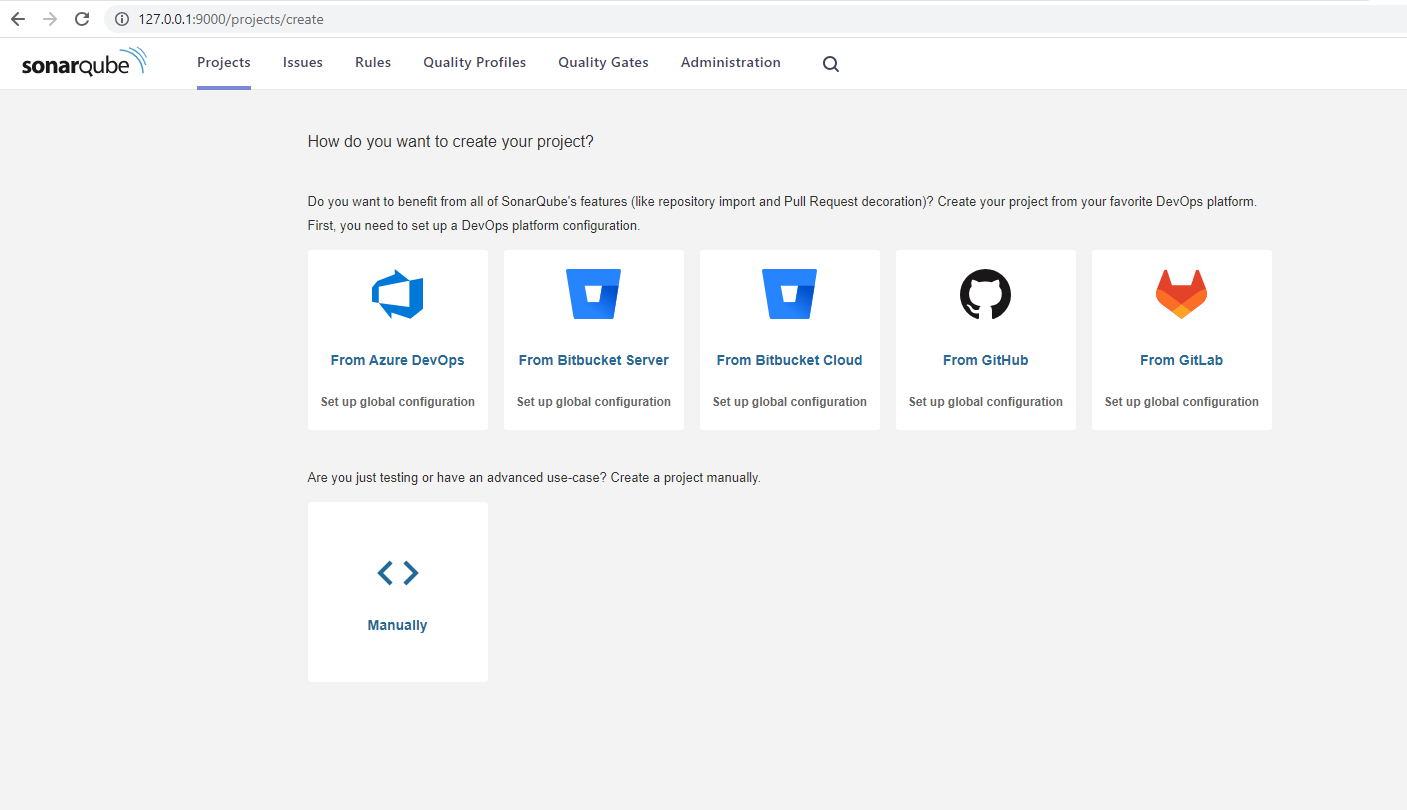 127.0.0.1:9000/projects/create
sonarqube Projects Issues Rules Quality Profiles Quality Gates Administration
How do you want to create your project?
Do you want to benefit from all of SonarQube's features (like repository import and Pull Request decoration)? Create your project from your favorite DevOps platform.
First, you need to set up a DevOps platform configuration.
From Azure DevOps From Bitbucket Server From Bitbucket Cloud From GitHub From GitLab
Set up global configuration Set up global configuration Set up global configuration Set up global configuration Set up global configuration
Are you just testing or have an advanced use-case? Create a project manually.
Manually